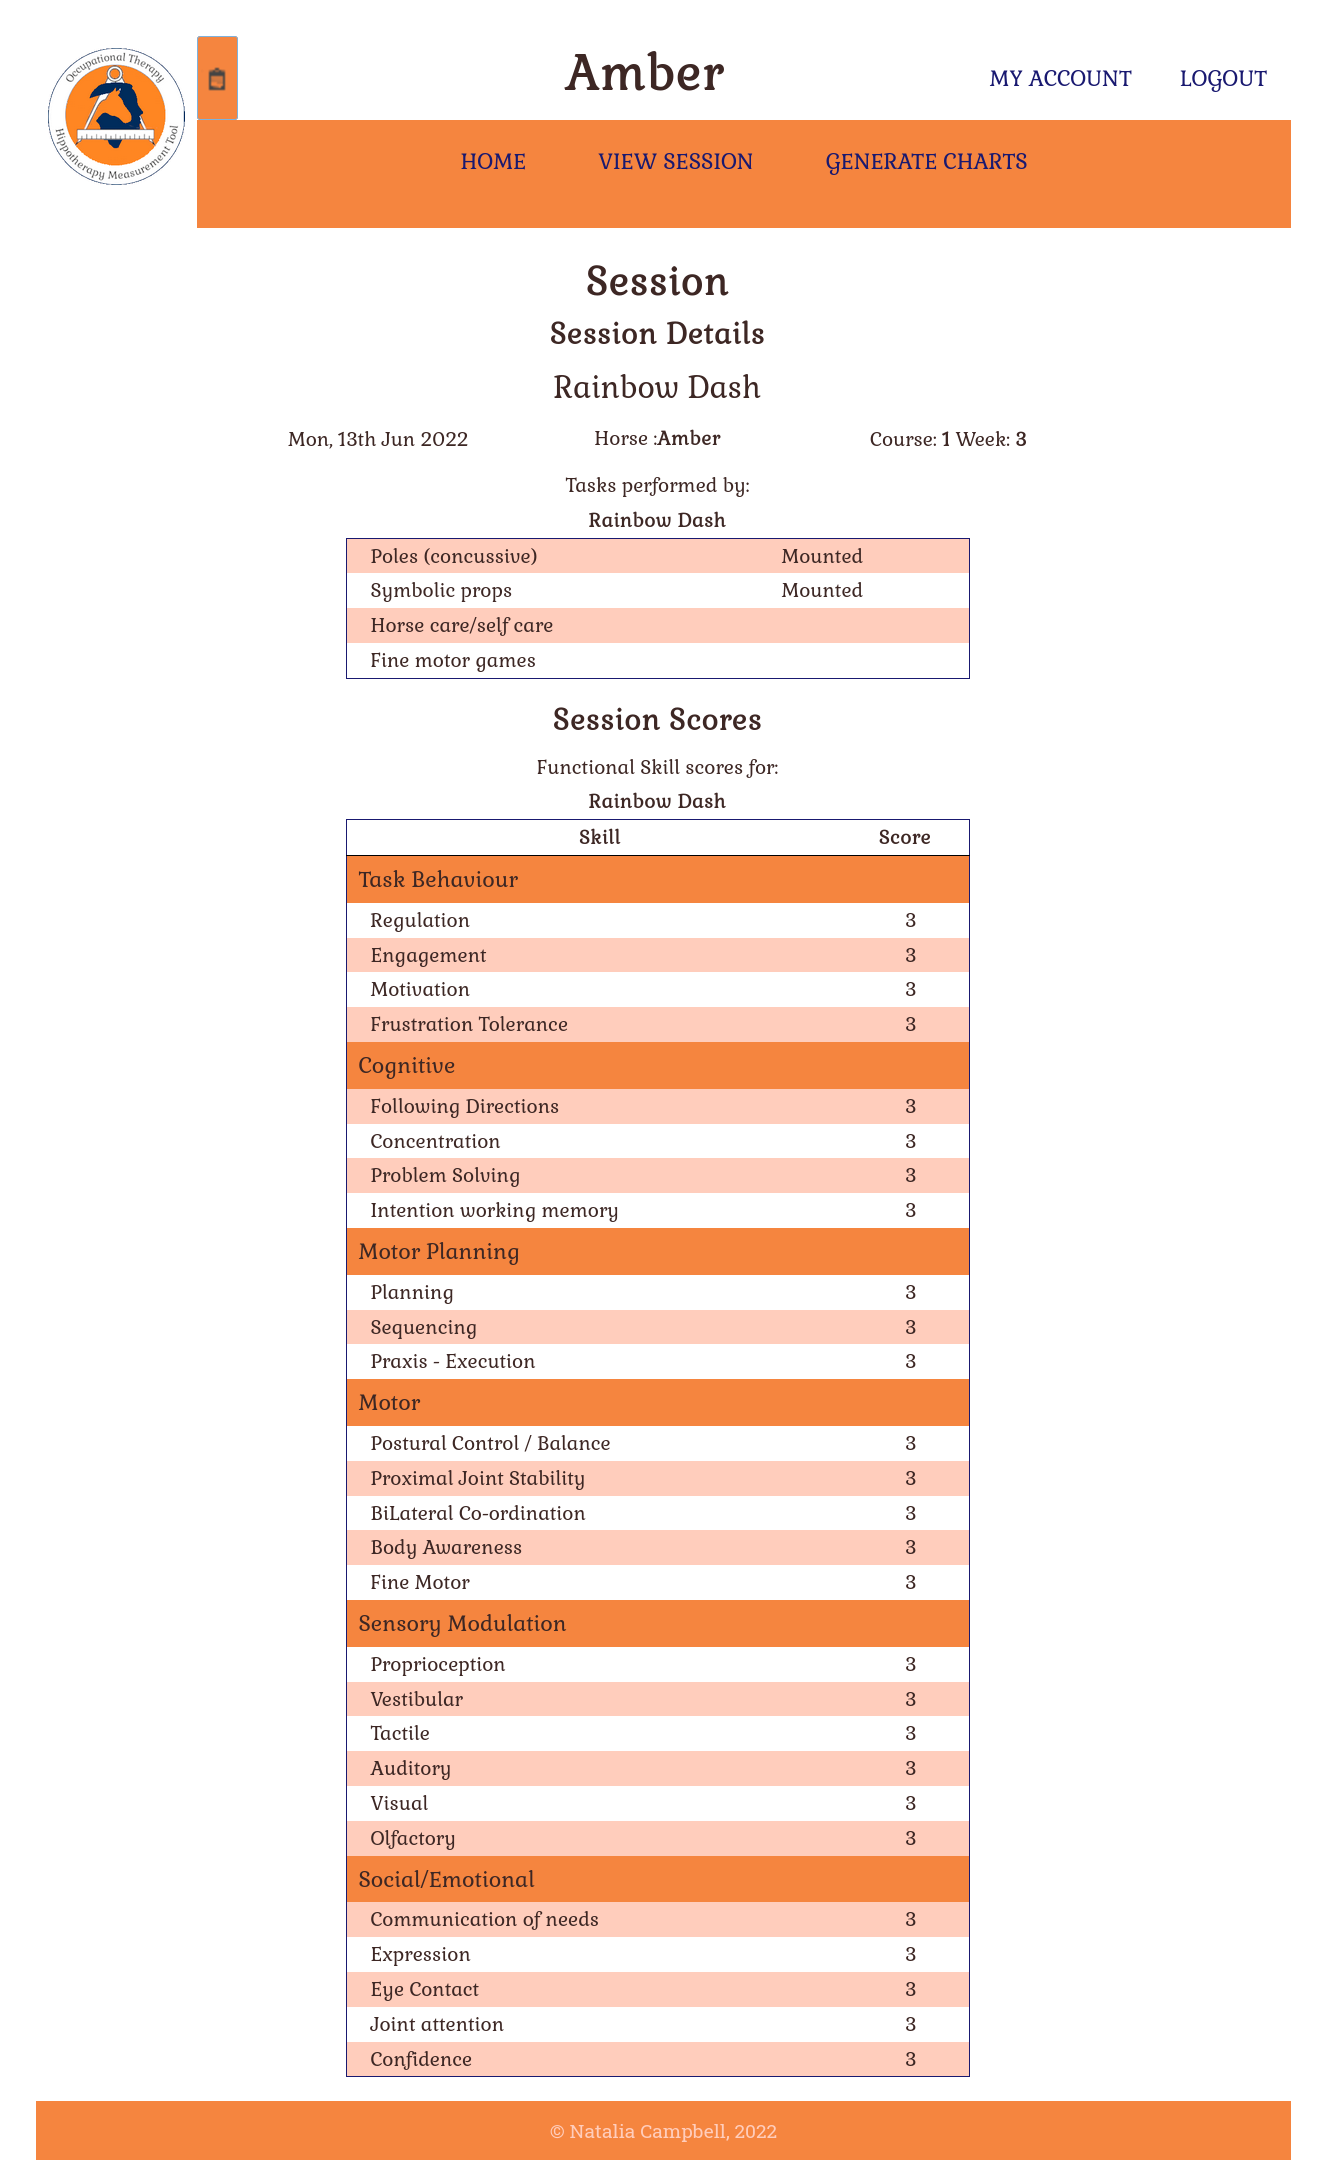 Occupational Therapy
Hippotherapy Measurement Tool
Amber
MY ACCOUNT LOGOUT
HOME VIEW SESSION GENERATE CHARTS
Session
Session Details
Rainbow Dash
Mon, 13th Jun 2022 Horse :Amber Course: 1 Week: 3
Tasks performed by:
Rainbow Dash
Poles (concussive) Mounted
Symbolic props Mounted
Horse care/self care
Fine motor games
Session Scores
Functional Skill scores for:
Rainbow Dash
Skill Score
Task Behaviour
Regulation 3
Engagement 3
Motivation 3
Frustration Tolerance 3
Cognitive
Following Directions 3
Concentration 3
Problem Solving 3
Intention working memory 3
Motor Planning
Planning 3
Sequencing 3
Praxis - Execution 3
Motor
Postural Control / Balance 3
Proximal Joint Stability 3
BiLateral Co-ordination 3
Body Awareness 3
Fine Motor 3
Sensory Modulation
Proprioception 3
Vestibular 3
Tactile 3
Auditory 3
Visual 3
Olfactory 3
Social/Emotional
Communication of needs 3
Expression 3
Eye Contact 3
Joint attention 3
Confidence 3
© Natalia Campbell, 2022